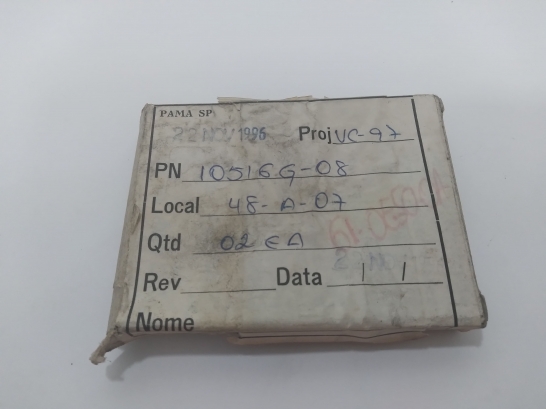 PAMA SP
22 NOV 1996 Proj VC-97
PN 10516G-08
Local 48-A-07
Qtd 02 EA
Rev Data / /
Nome